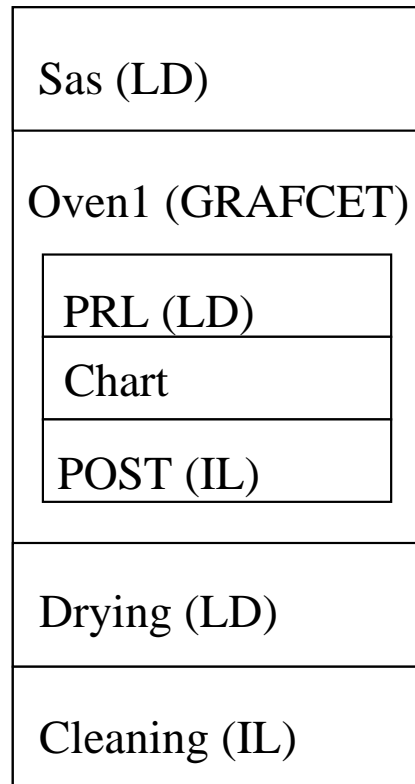 Sas (LD)
Oven1 (GRAFCET)
PRL (LD)
Chart
POST (IL)
Drying (LD)
Cleaning (IL)